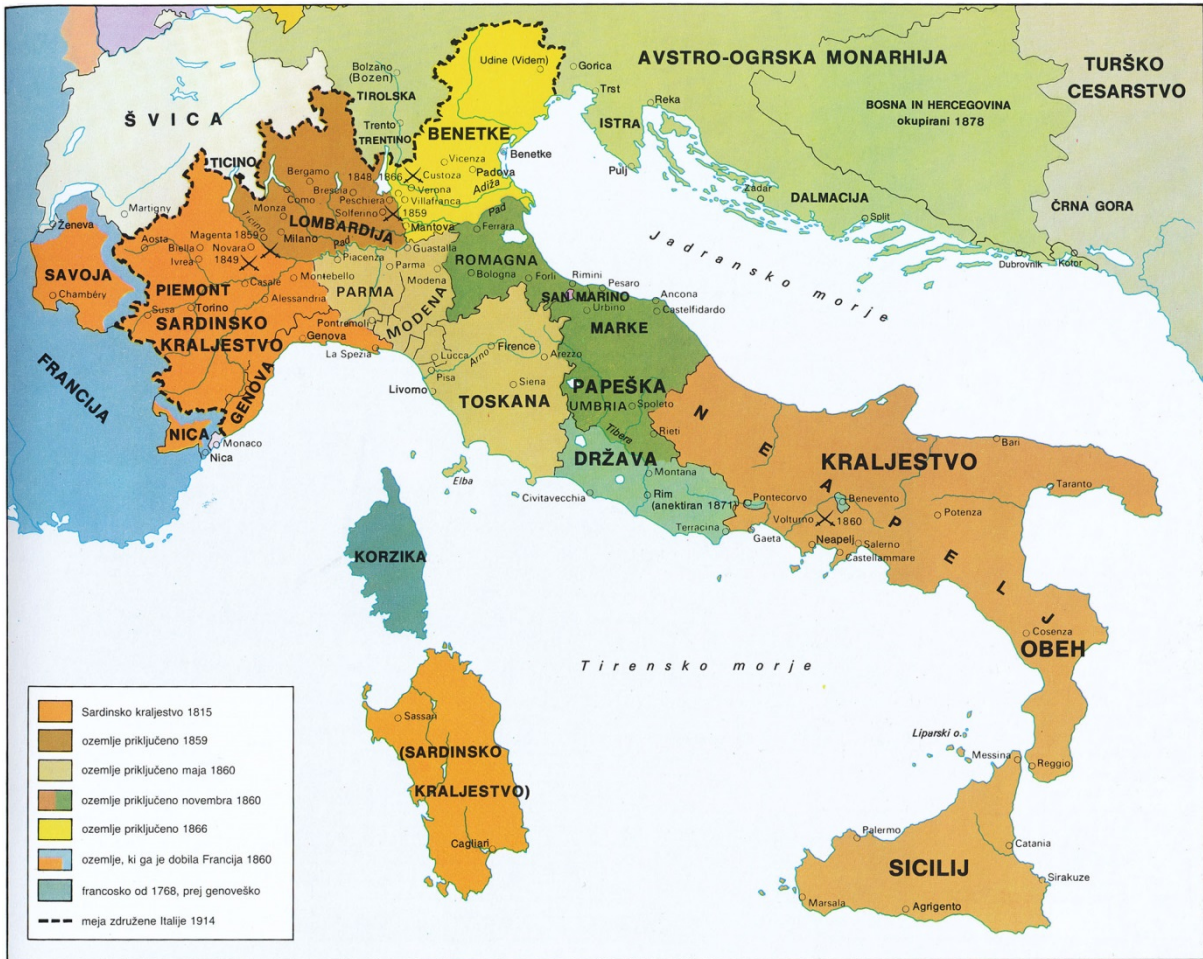 AVSTRO-OGRSKA MONARHIJA
TURŠKO
CESARSTVO
BOSNA IN HERCEGOVINA
okupirani 1878
ČRNA GORA
ŠVICA
Bolzano
(Bozen)
TIROLSKA
Trento
TRENTINO
Udine (Videm)
Gorica
Trst
Reka
ISTRA
Pulj
BENETKE
Benetke
Vicenza
Custoza
Padova
Adiža
Verona
Villafranca
1848, 1866
1859
Mantova
TICINO
Bergamo
Brescia
Como
Peschiera
Solferino
Monza
LOMBARDIJA
Ticino
Milano
Pad
Pad
Martigny
Ženeva
SAVOJA
Chambéry
Aosta
Biella
Ivrea
Magenta 1859
Novara
1849
PIEMONT
Casale
Montebello
Alessandria
Susa
Torino
SARDINSKO
KRALJESTVO
Genova
GENOVA
NICA
Monaco
Nica
FRANCIJA
Piacenza
Parma
PARMA
Guastalla
Modena
MODENA
Pontremoli
La Spezia
Ferrara
ROMAGNA
Bologna
Forli
Rimini
SAN MARINO
Pesaro
Urbino
Ancona
Castelfidardo
MARKE
Lucca
Arno
Firence
Pisa
Arezzo
Livorno
Siena
TOSKANA
Elba
PAPEŠKA
UMBRIA
Spoleto
Tibera
Rieti
DRŽAVA
Montana
Civitavecchia
Rim
(anektiran 1871)
Terracina
Zadar
DALMACIJA
Split
Dubrovnik
Kotor
Jadransko morje
NEAPELJ
KRALJESTVO
Bari
Taranto
Pontecorvo
Benevento
Volturno
1860
Potenza
Gaeta
Neapelj
Salerno
Castellammare
Cosenza
OBEH
Tirensko morje
KORZIKA
Sassari
(SARDINSKO
KRALJESTVO)
Cagliari
Liparski o.
Messina
Reggio
Palermo
Catania
SICILIJ
Sirakuze
Marsala
Agrigento
Sardinsko kraljestvo 1815
ozemlje priključeno 1859
ozemlje priključeno maja 1860
ozemlje priključeno novembra 1860
ozemlje priključeno 1866
ozemlje, ki ga je dobila Francija 1860
francosko od 1768, prej genoveško
meja združene Italije 1914